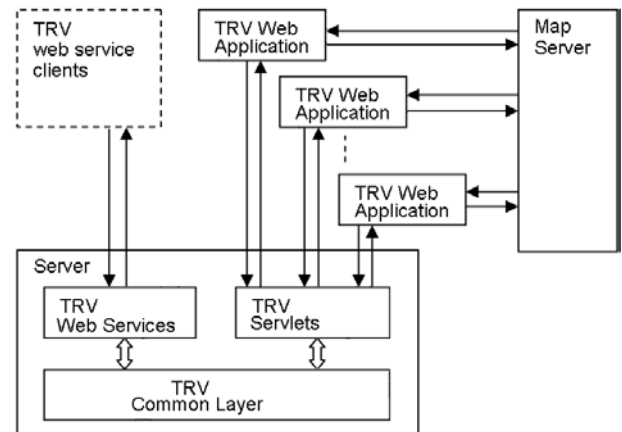 TRV
web service
clients
TRV Web
Application
TRV Web
Application
TRV Web
Application
Map
Server
Server
TRV
Web Services
TRV
Servlets
TRV
Common Layer